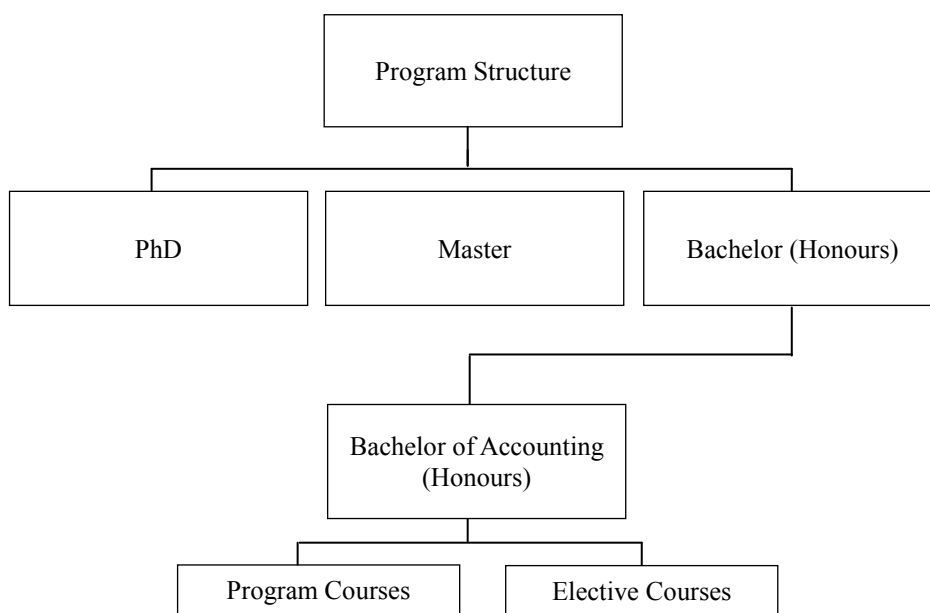 Program Structure
PhD
Master
Bachelor (Honours)
Bachelor of Accounting
(Honours)
Program Courses
Elective Courses